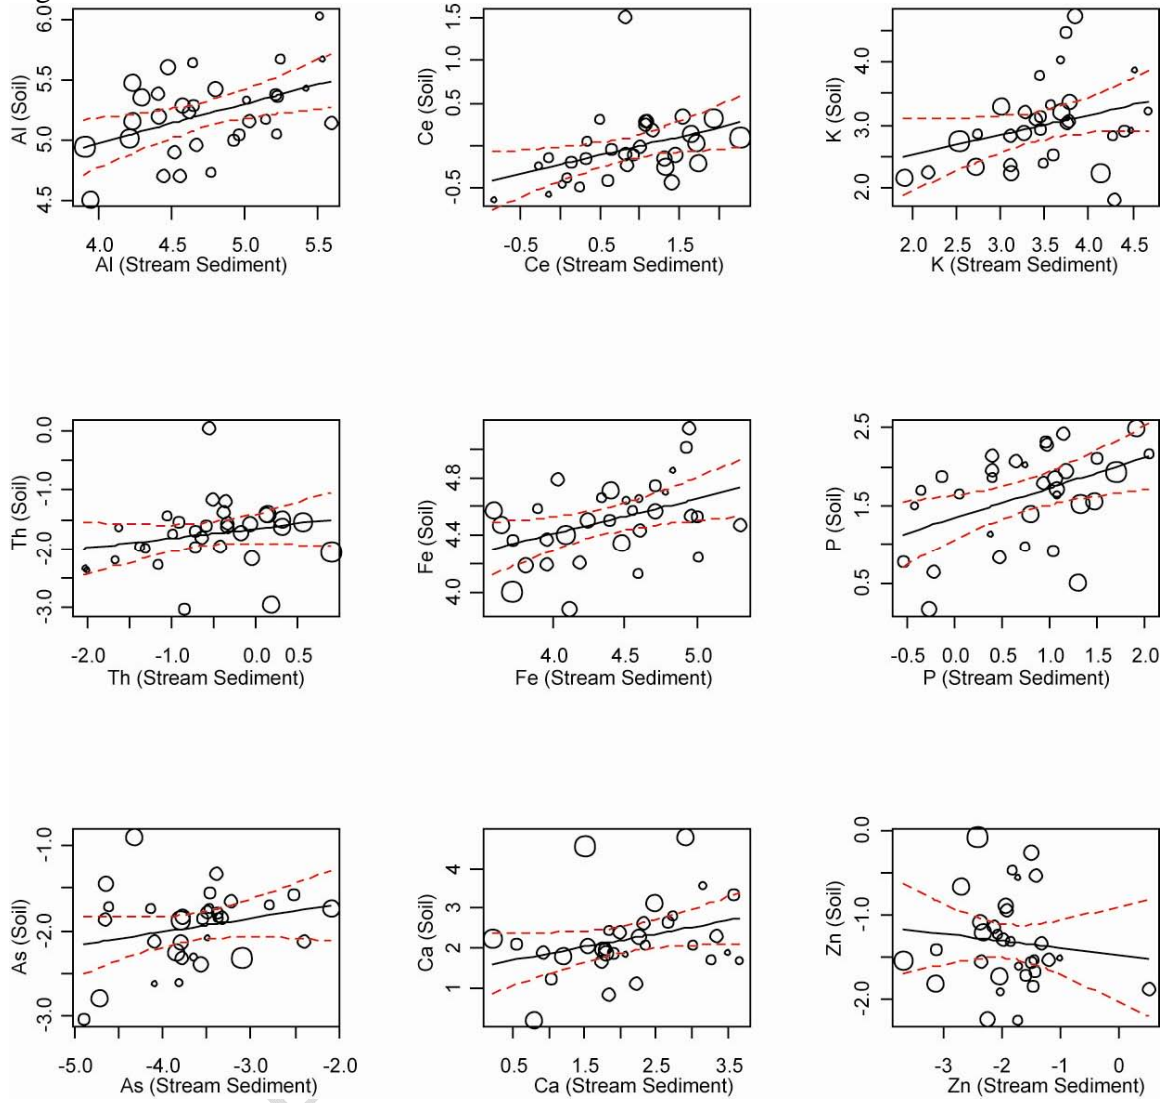 6.00
5.5
5.0
4.5
Al (Soil)
4.0 4.5 5.0 5.5
Al (Stream Sediment)
1.5
1.0
0.5
-0.5
Ce (Soil)
-0.5 0.5 1.5
Ce (Stream Sediment)
4.0
3.0
2.0
K (Soil)
2.0 2.5 3.0 3.5 4.0 4.5
K (Stream Sediment)
0.0
-1.0
-2.0
-3.0
Th (Soil)
-2.0 -1.0 0.0 0.5
Th (Stream Sediment)
4.8
4.4
4.0
Fe (Soil)
4.0 4.5 5.0
Fe (Stream Sediment)
2.5
1.5
0.5
P (Soil)
-0.5 0.0 0.5 1.0 1.5 2.0
P (Stream Sediment)
-1.0
-2.0
-3.0
As (Soil)
-5.0 -4.0 -3.0 -2.0
As (Stream Sediment)
4
3
2
1
Ca (Soil)
0.5 1.5 2.5 3.5
Ca (Stream Sediment)
0.0
-1.0
-2.0
Zn (Soil)
-3 -2 -1 0
Zn (Stream Sediment)